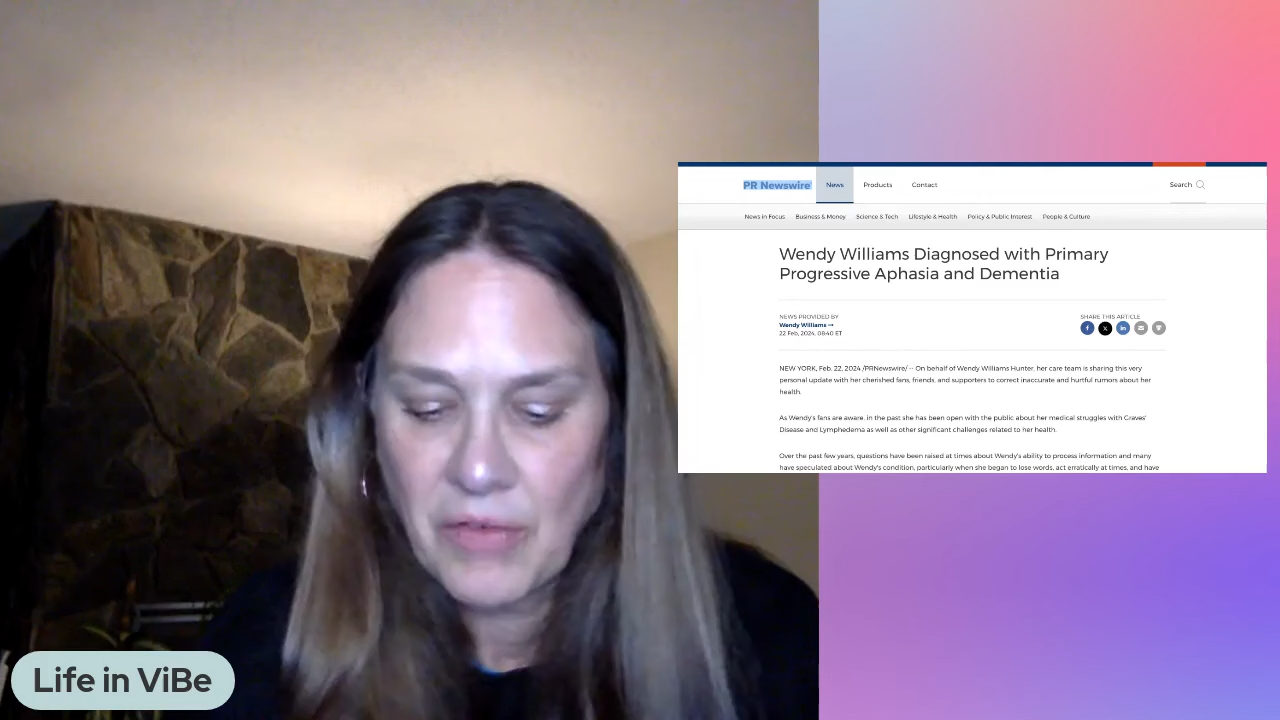 PR Newswire
News
Products
Contact
Search
News in Focus
Business & Money
Science & Tech
Lifestyle & Health
Policy & Public Interest
People & Culture
Wendy Williams Diagnosed with Primary
Progressive Aphasia and Dementia
NEWS PROVIDED BY
Wendy Williams →
22 Feb, 2024, 08:40 ET
SHARE THIS ARTICLE
NEW YORK, Feb. 22, 2024 /PRNewswire/ -- On behalf of Wendy Williams Hunter, her care team is sharing this very
personal update with her cherished fans, friends, and supporters to correct inaccurate and hurtful rumors about her
health.
As Wendy's fans are aware, in the past she has been open with the public about her medical struggles with Graves'
Disease and Lymphedema as well as other significant challenges related to her health.
Over the past few years, questions have been raised at times about Wendy's ability to process information and many
have speculated about Wendy's condition, particularly when she began to lose words, act erratically at times, and have
Life in ViBe